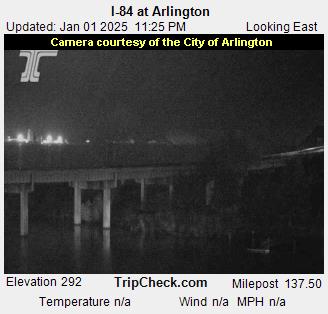 I-84 at Arlington
Updated: Jan 01 2025 11:25 PM Looking East
Camera courtesy of the City of Arlington
Elevation 292 TripCheck.com Milepost 137.50
Temperature n/a Wind n/a MPH n/a